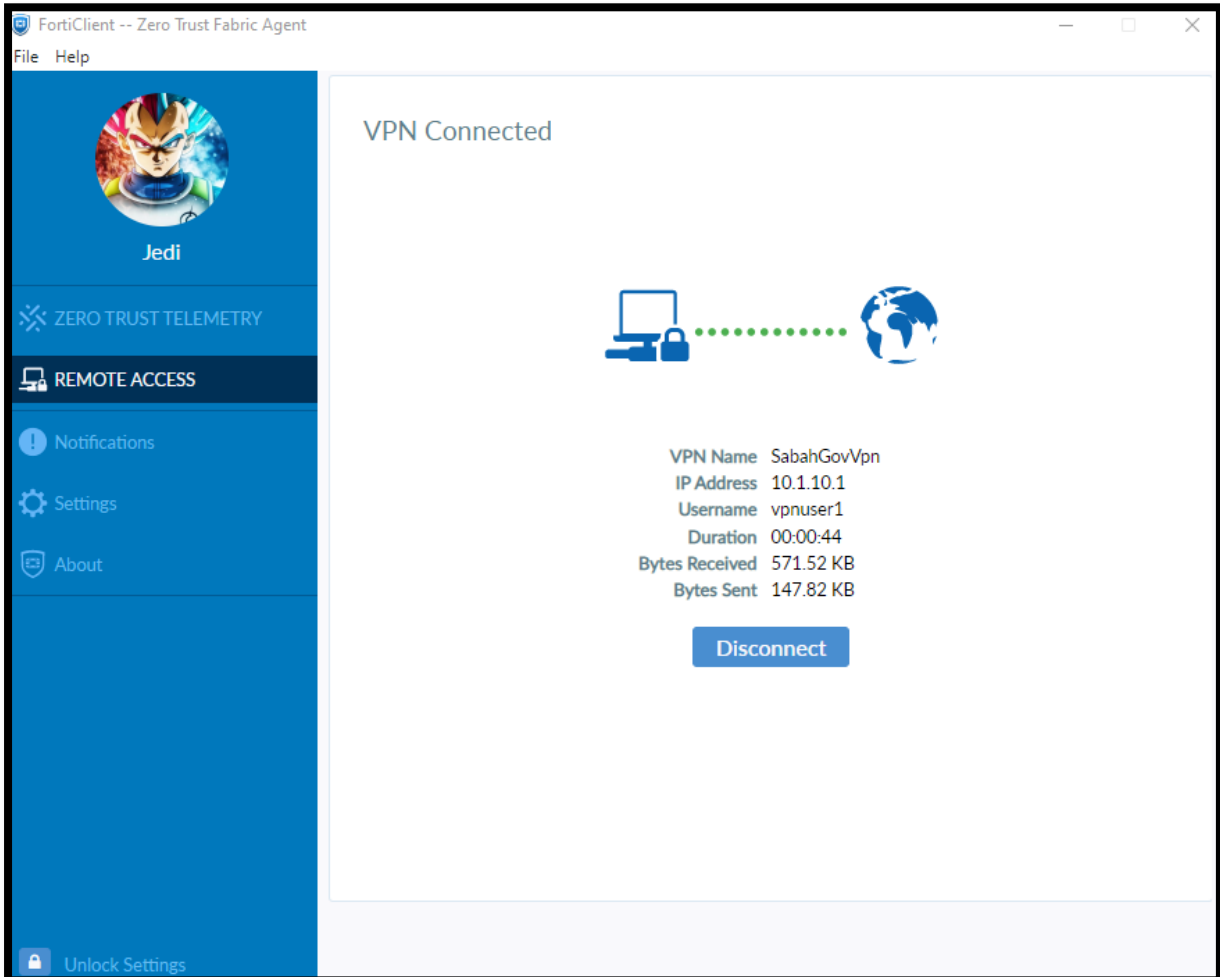 FortiClient -- Zero Trust Fabric Agent
File Help
Jedi
ZERO TRUST TELEMETRY
REMOTE ACCESS
Notifications
Settings
About
Unlock Settings
VPN Connected
VPN Name SabahGovVpn
IP Address 10.1.10.1
Username vpnuser1
Duration 00:00:44
Bytes Received 571.52 KB
Bytes Sent 147.82 KB
Disconnect